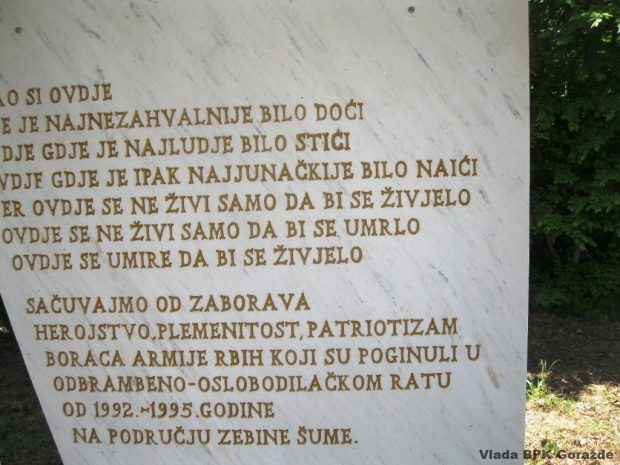 AO SI OVDJE
E JE NAJNEZAHVALNIJE BILO DOĆI
DJE GDJE JE NAJLUDJE BILO STIĆI
VDJE GDJE JE IPAK NAJJUNAČKIJE BILO NAIĆI
ER OVDJE SE NE ŽIVI SAMO DA BI SE ŽIVJELO
OVDJE SE NE ŽIVI SAMO DA BI SE UMRLO
OVDJE SE UMIRE DA BI SE ŽIVJELO
SAČUVAJMO OD ZABORAVA
HEROJSTVO,PLEMENITOST,PATRIOTIZAM
BORACA ARMIJE RBIH KOJI SU POGINULI U
ODBRAMBENO-OSLOBODILAČKOM RATU
OD 1992.-1995.GODINE
NA PODRUČJU ZEBINE ŠUME.
Vlada BPK Goražde